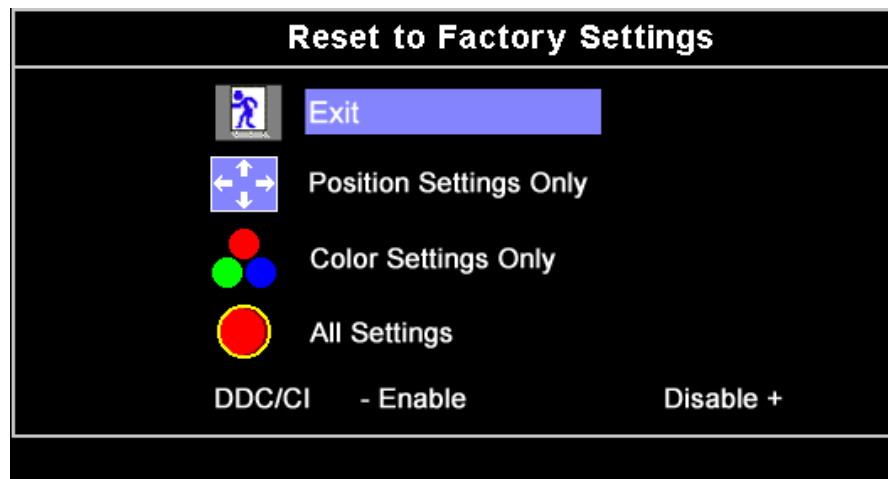 Reset to Factory Settings
Exit
Position Settings Only
Color Settings Only
All Settings
DDC/CI - Enable Disable +